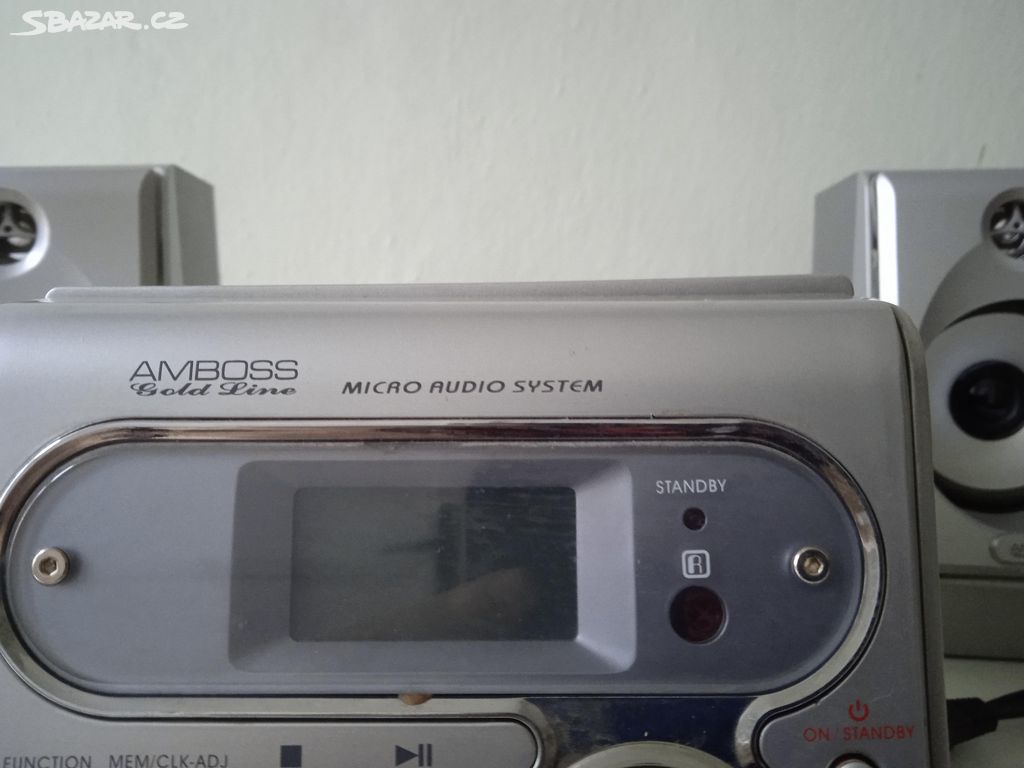 SBAZAR.CZ
AMBOSS
Gold Line
MICRO AUDIO SYSTEM
STANDBY
R
ON/STANDBY
FUNCTION MEM/CLK-ADJ